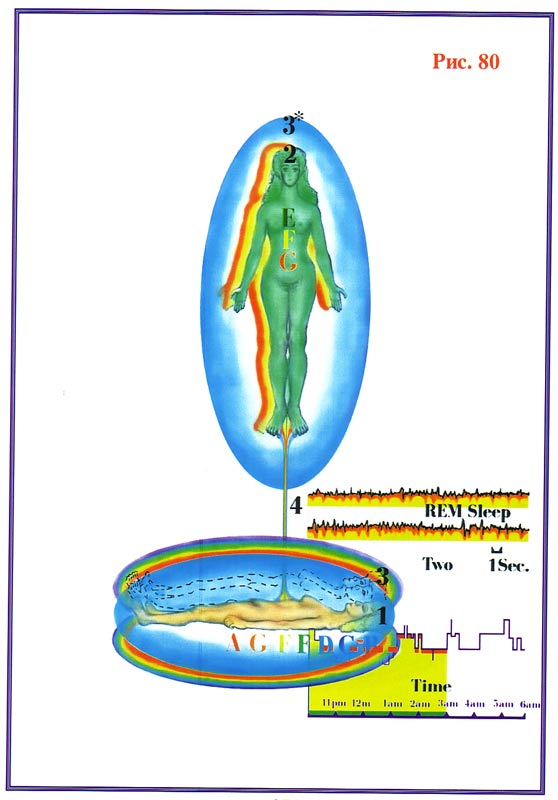 Рис. 80
3*
2
E
F
G
4
REM Sleep
Two
1Sec.
3
1
A G F F D G
Time
11pm 12m 1am 2am 3am 4am 5am 6am